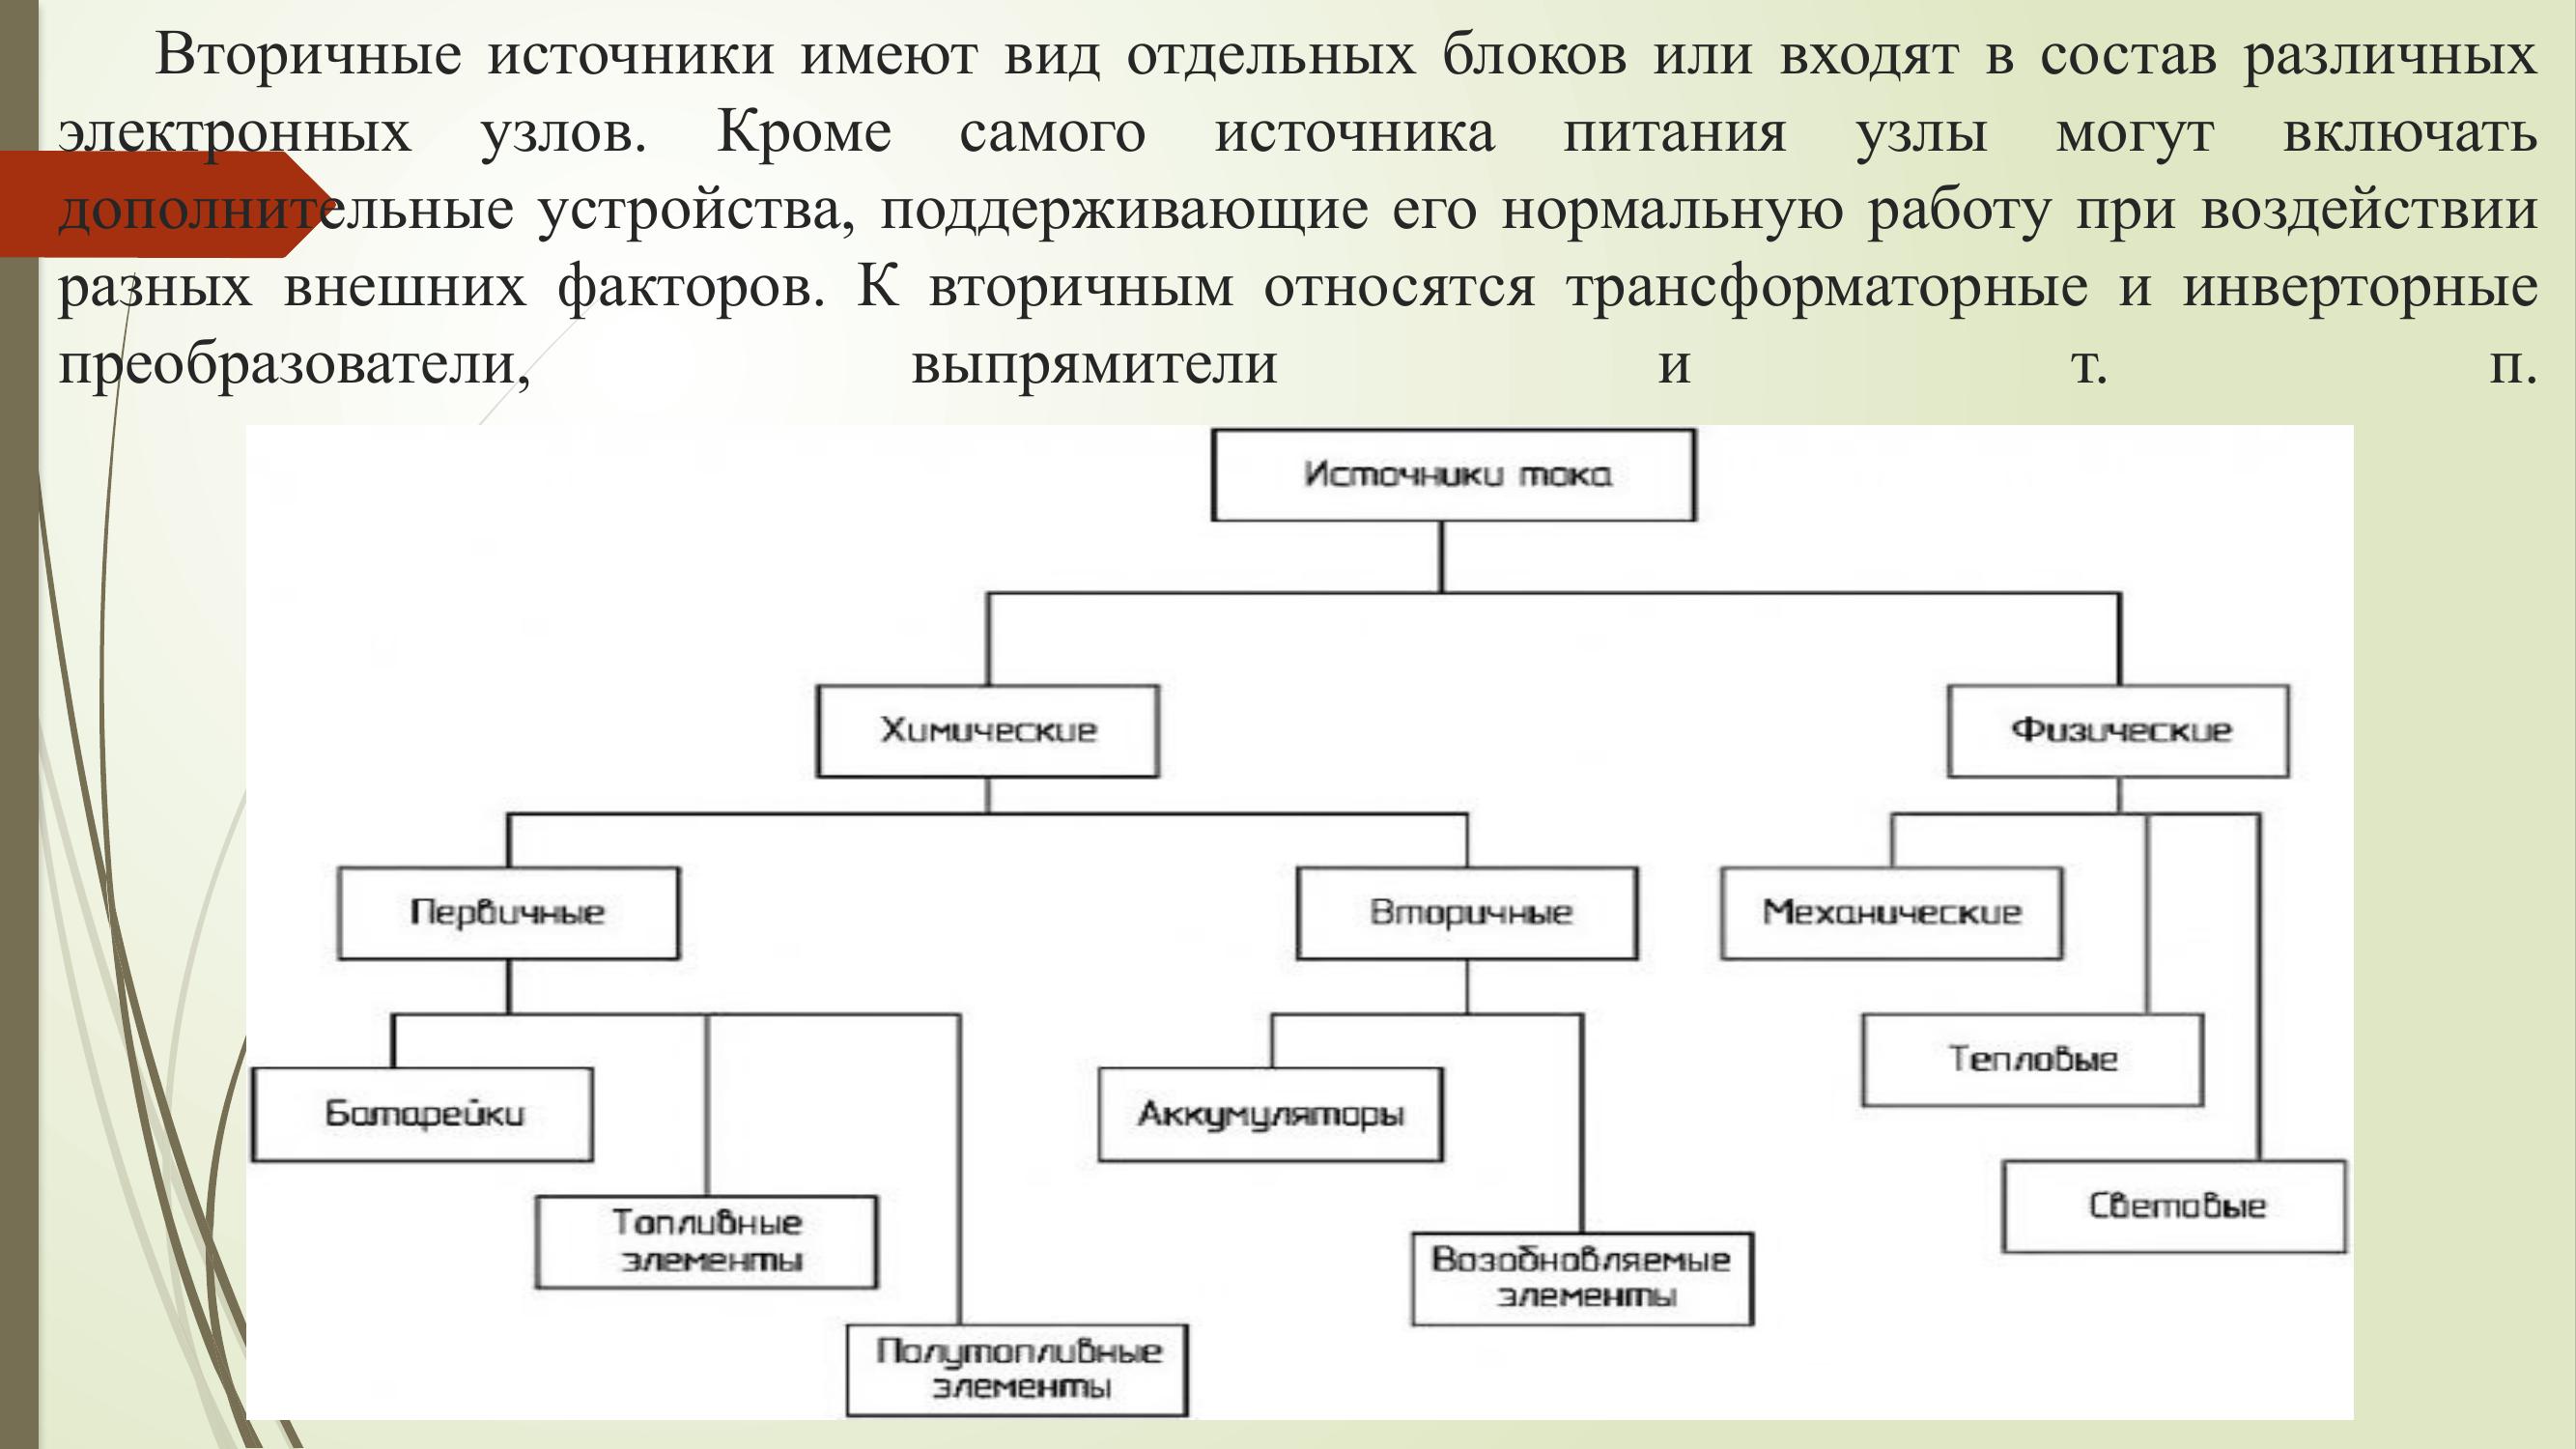 Вторичные источники имеют вид отдельных блоков или входят в состав различных
электронных узлов. Кроме самого источника питания узлы могут включать
дополнительные устройства, поддерживающие его нормальную работу при воздействии
разных внешних факторов. К вторичным относятся трансформаторные и инверторные
преобразователи, выпрямители и т. п.
Источники тока
Химические
Физические
Первичные
Вторичные
Механические
Тепловые
Батарейки
Аккумуляторы
Световые
Топливные
элементы
Возобновляемые
элементы
Полутопливные
элементы